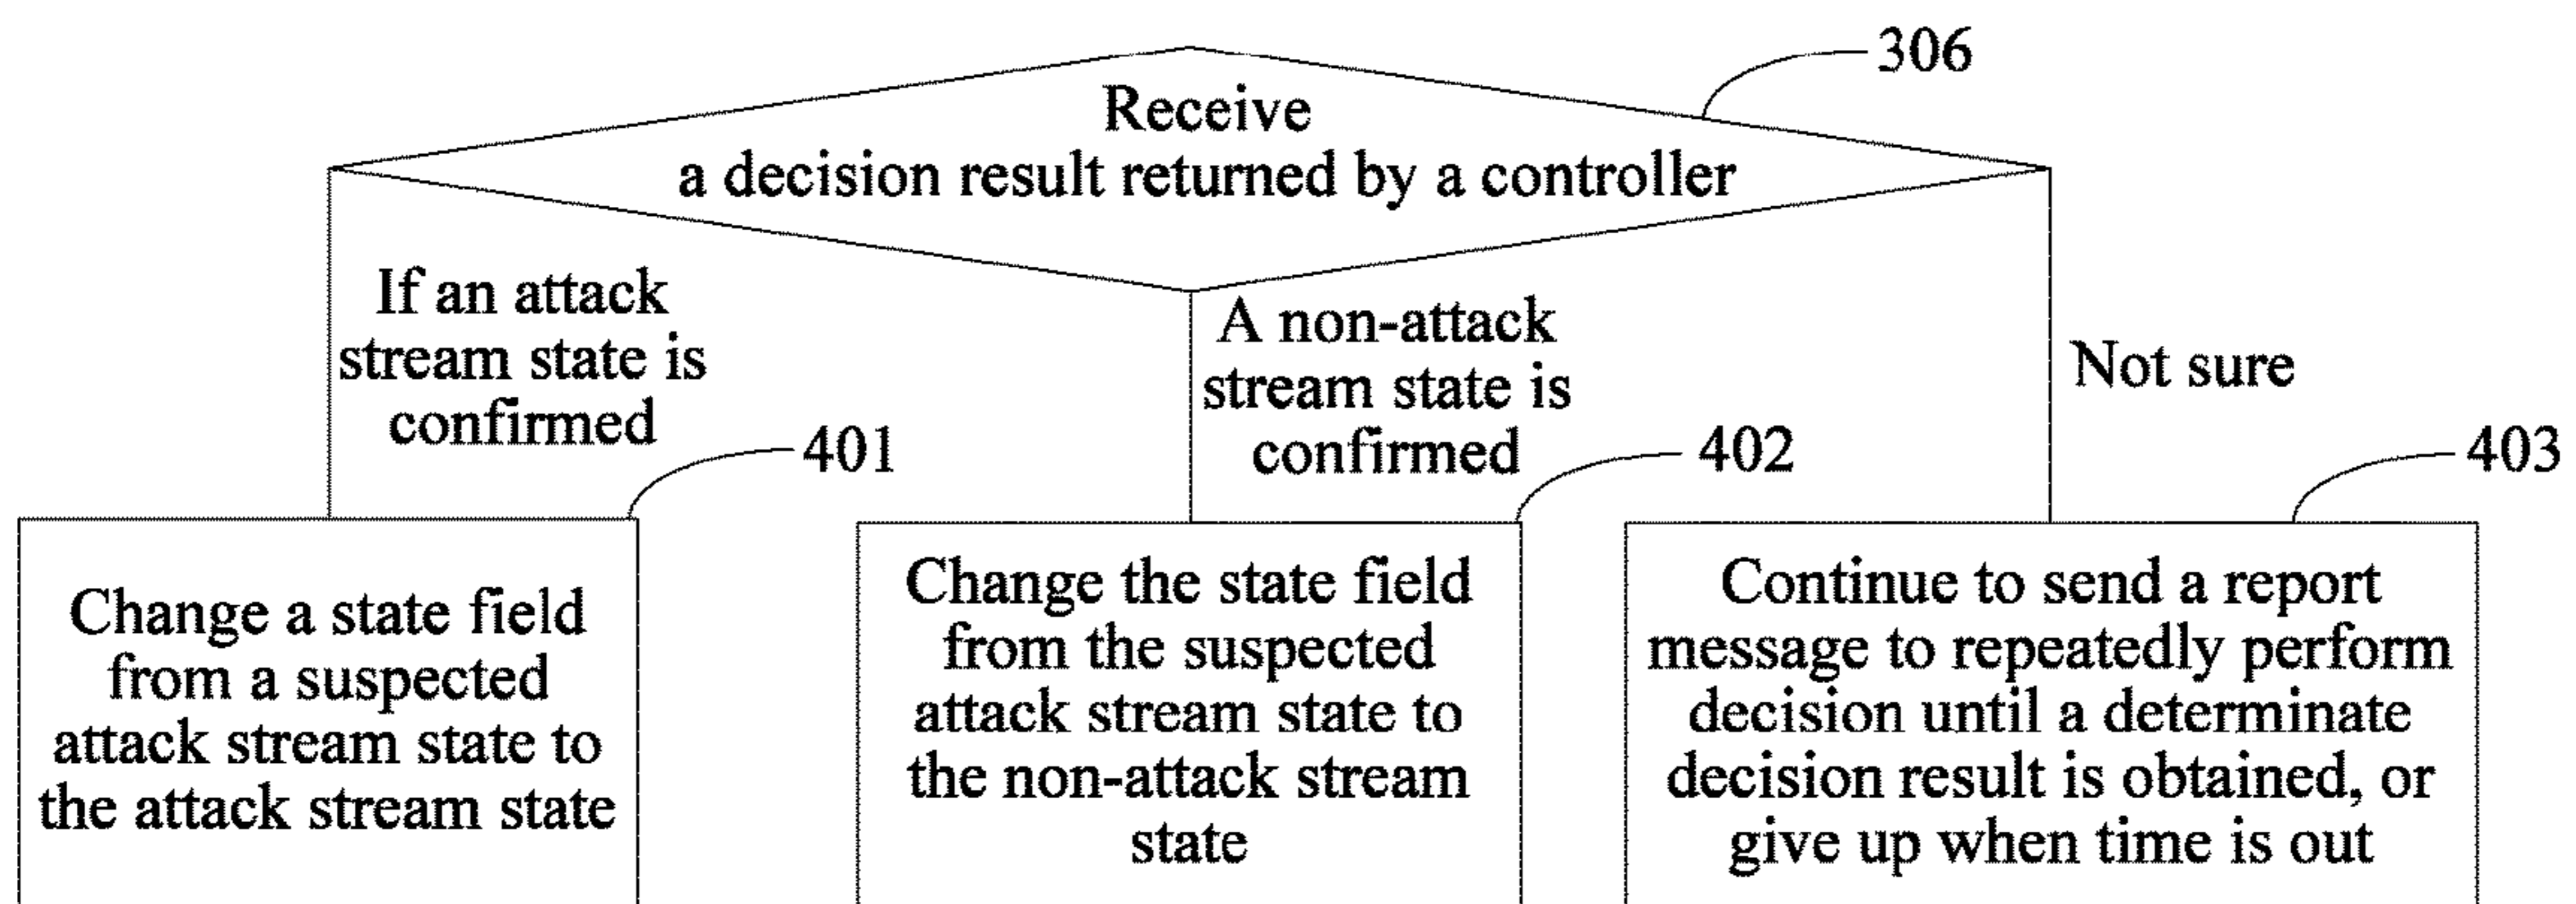 306
Receive
a decision result returned by a controller
If an attack
stream state is
confirmed
A non-attack
stream state is
confirmed
Not sure
401
402
403
Change a state field
from a suspected
attack stream state to
the attack stream state
Change the state field
from the suspected
attack stream state to
the non-attack stream
state
Continue to send a report
message to repeatedly perform
decision until a determinate
decision result is obtained, or
give up when time is out